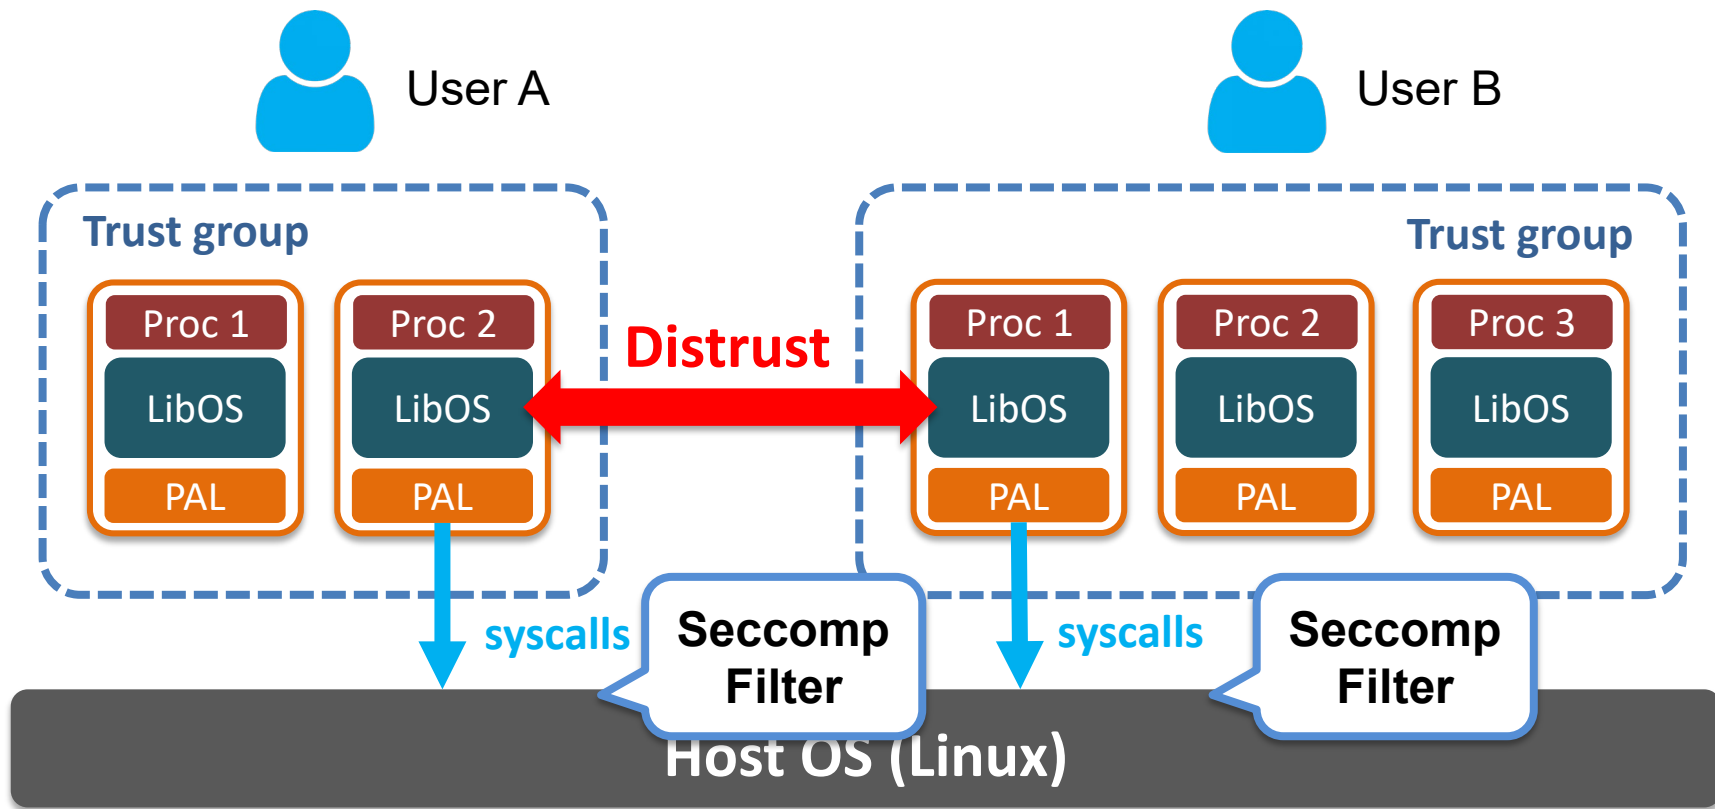 User A
User B
Trust group
Trust group
Proc 1
Proc 2
Distrust
Proc 1
Proc 2
Proc 3
LibOS
LibOS
LibOS
LibOS
LibOS
PAL
PAL
PAL
PAL
PAL
syscalls
Seccomp
Filter
syscalls
Seccomp
Filter
Host OS (Linux)